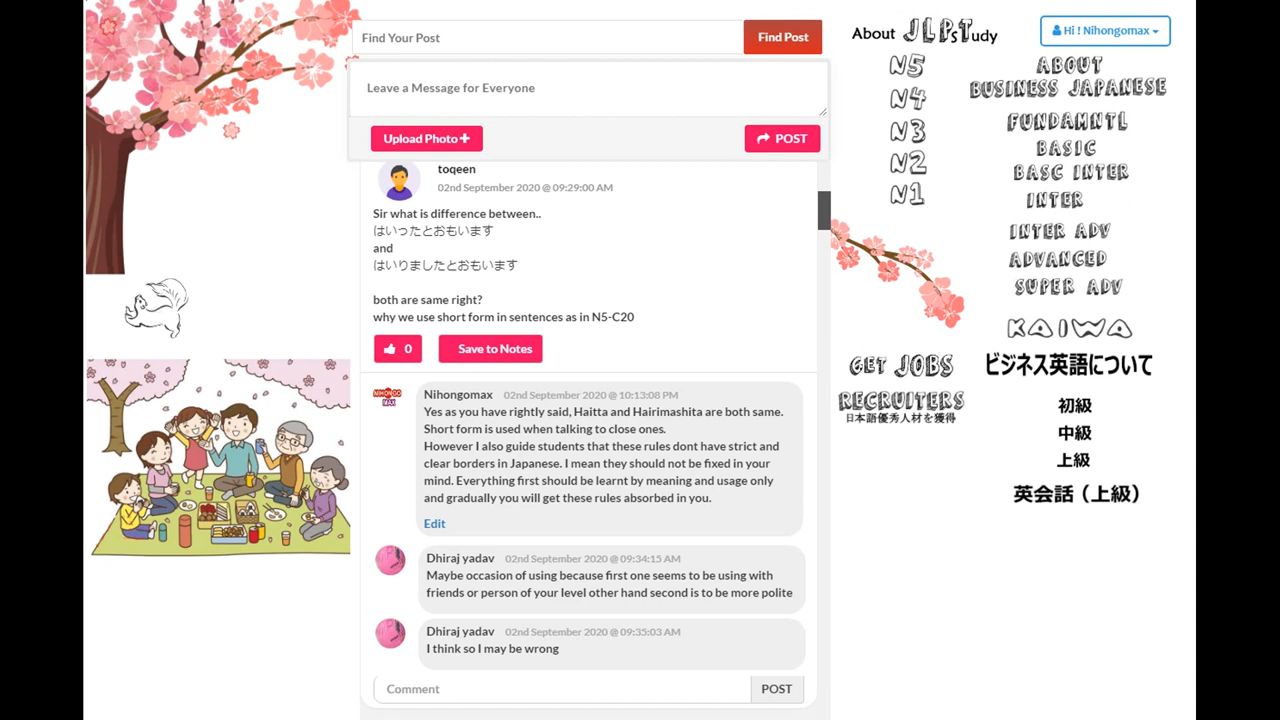 Find Your Post
Find Post
Leave a Message for Everyone
Upload Photo+
POST
toqeen
02nd September 2020 @ 09:29:00 AM
Sir what is difference between..
はいったとおもいます
and
はいりましたとおもいます
both are same right?
why we use short form in sentences as in N5-C20
0
Save to Notes
NIHONGO
MAX
Nihongomax 02nd September 2020 @ 10:13:08 PM
Yes as you have rightly said, Haitta and Hairimashita are both same.
Short form is used when talking to close ones.
However I also guide students that these rules dont have strict and
clear borders in Japanese. I mean they should not be fixed in your
mind. Everything first should be learnt by meaning and usage only
and gradually you will get these rules absorbed in you.
Edit
Dhiraj yadav 02nd September 2020 @ 09:34:15 AM
Maybe occasion of using because first one seems to be using with
friends or person of your level other hand second is to be more polite
Dhiraj yadav 02nd September 2020 @ 09:35:03 AM
I think so I may be wrong
Comment
POST
About JLPsTudy
N5
N4
N3
N2
N1
GET JOBS
RECRUITERS
日本語優秀人材を獲得
Hi ! Nihongomax
ABOUT
BUSINESS JAPANESE
FUNDAMNTL
BASIC
BASC INTER
INTER
INTER ADV
ADVANCED
SUPER ADV
KAIWA
ビジネス英語について
初級
中級
上級
英会話（上級）